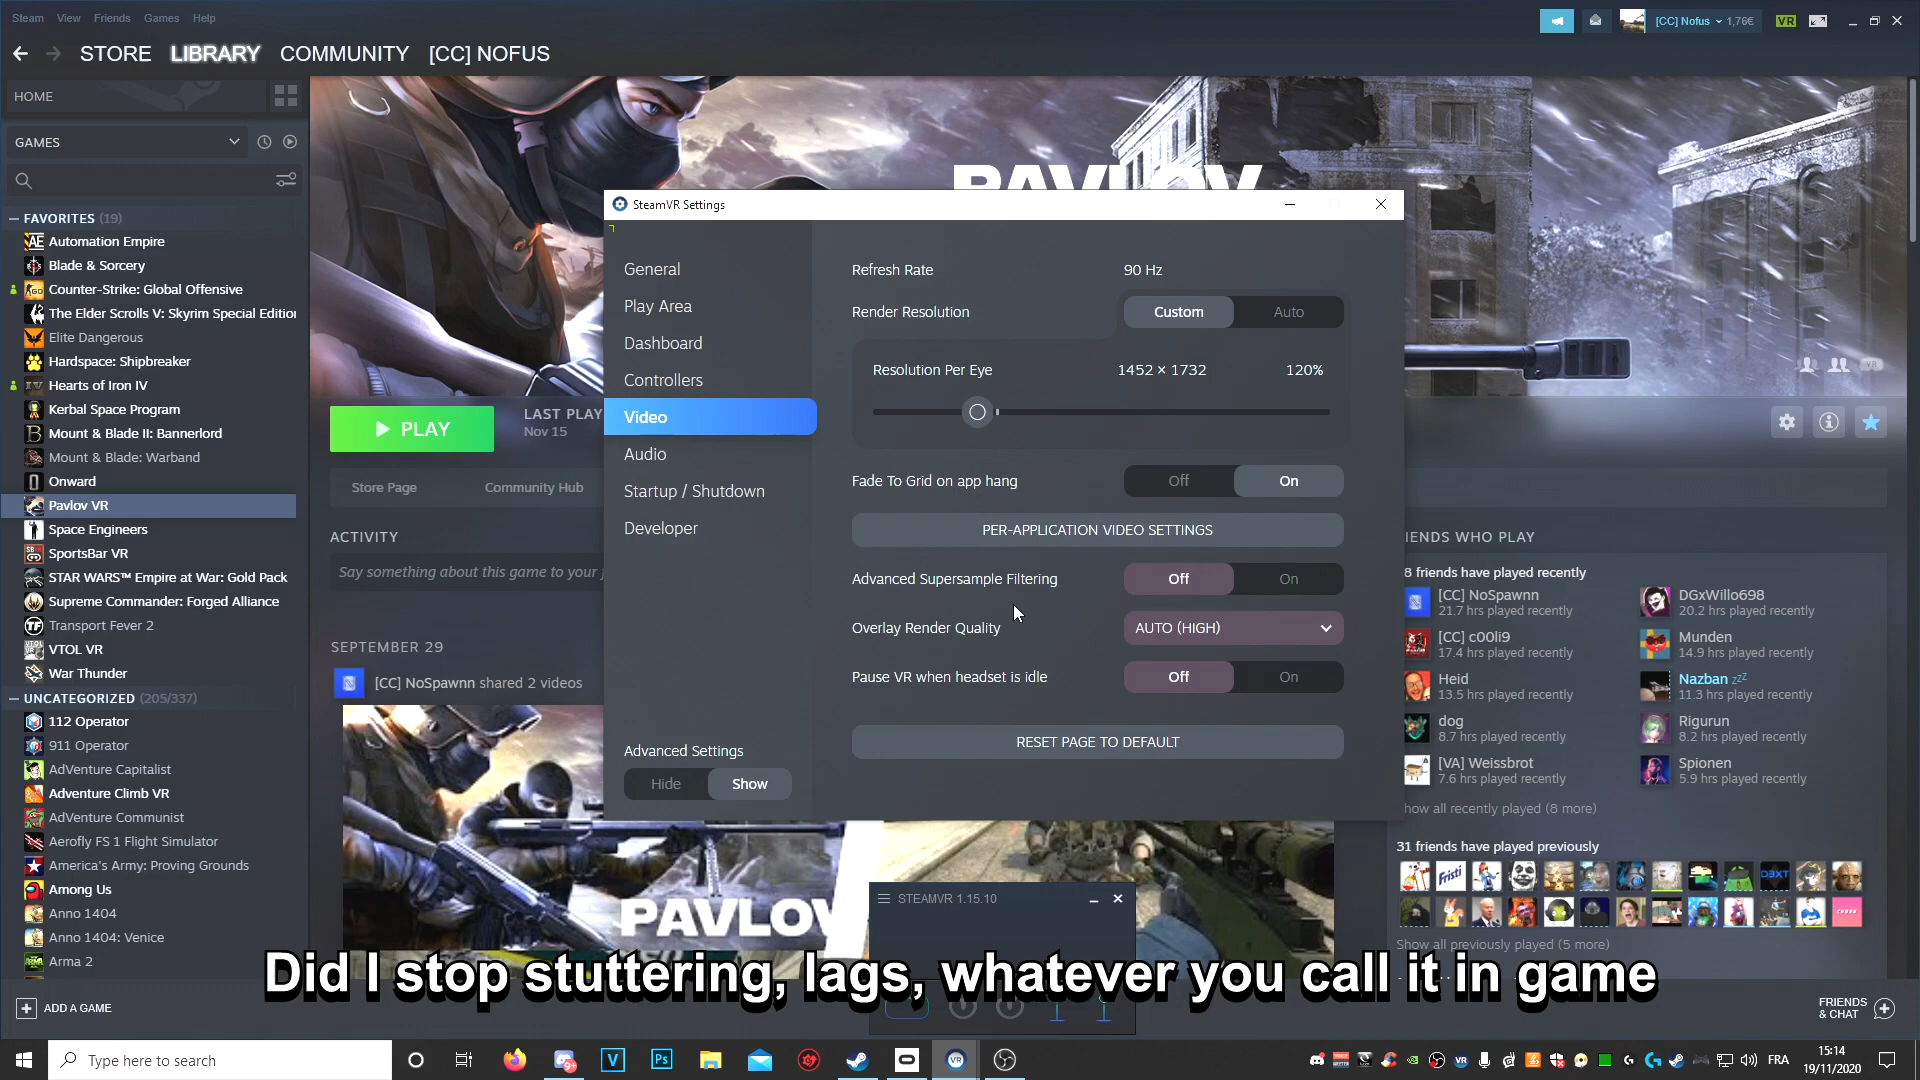 Steam View Friends Games Help
[CC] Nofus 1,76€ VR
STORE LIBRARY COMMUNITY [CC] NOFUS
HOME
GAMES
FAVORITES (19)
Automation Empire
Blade & Sorcery
Counter-Strike: Global Offensive
The Elder Scrolls V: Skyrim Special Editio
Elite Dangerous
Hardspace: Shipbreaker
Hearts of Iron IV
Kerbal Space Program
Mount & Blade II: Bannerlord
Mount & Blade: Warband
Onward
Pavlov VR
Space Engineers
SportsBar VR
STAR WARS™ Empire at War: Gold Pack
Supreme Commander: Forged Alliance
Transport Fever 2
VTOL VR
War Thunder
UNCATEGORIZED (205/337)
112 Operator
911 Operator
AdVenture Capitalist
Adventure Climb VR
AdVenture Communist
Aerofly FS 1 Flight Simulator
America's Army: Proving Grounds
Among Us
Anno 1404
Anno 1404: Venice
Arma 2
ADD A GAME
PAVLOV
PLAY
LAST PLAY
Nov 15
Store Page Community Hub
ACTIVITY
Say something about this game to your f
SEPTEMBER 29
[CC] NoSpawnn shared 2 videos
PAVLOV
SteamVR Settings
General
Play Area
Dashboard
Controllers
Video
Audio
Startup / Shutdown
Developer
Advanced Settings
Hide Show
Refresh Rate 90 Hz
Render Resolution Custom Auto
Resolution Per Eye 1452 × 1732 120%
Fade To Grid on app hang Off On
PER-APPLICATION VIDEO SETTINGS
Advanced Supersample Filtering Off On
Overlay Render Quality AUTO (HIGH)
Pause VR when headset is idle Off On
RESET PAGE TO DEFAULT
STEAMVR 1.15.10
IENDS WHO PLAY
8 friends have played recently
[CC] NoSpawnn
21.7 hrs played recently
DGxWillo698
20.2 hrs played recently
[CC] c00li9
17.4 hrs played recently
Munden
14.9 hrs played recently
Heid
13.5 hrs played recently
Nazban zzz
11.3 hrs played recently
dog
8.7 hrs played recently
Rigurun
8.2 hrs played recently
[VA] Weissbrot
7.6 hrs played recently
Spionen
5.9 hrs played recently
how all recently played (8 more)
31 friends have played previously
Fristi
Show all previously played (5 more)
Did I stop stuttering, lags, whatever you call it in game
FRIENDS
& CHAT
Type here to search
FRA
15:14
19/11/2020